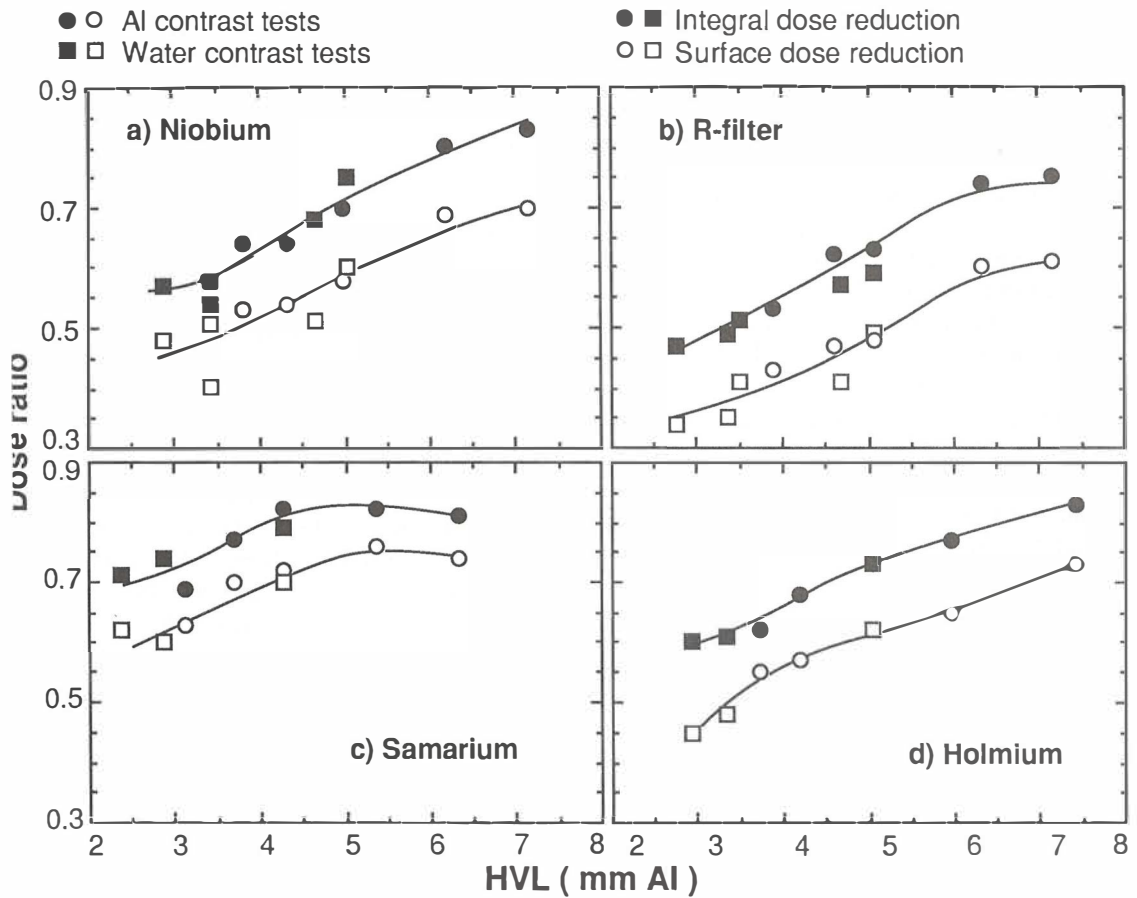 Al contrast tests
Water contrast tests
Integral dose reduction
Surface dose reduction
0.9
0.7
0.5
0.3
a) Niobium
b) R-filter
Dose ratio
0.9
0.7
0.5
0.3
c) Samarium
d) Holmium
2 3 4 5 6 7 8
2 3 4 5 6 7 8
HVL ( mm Al )